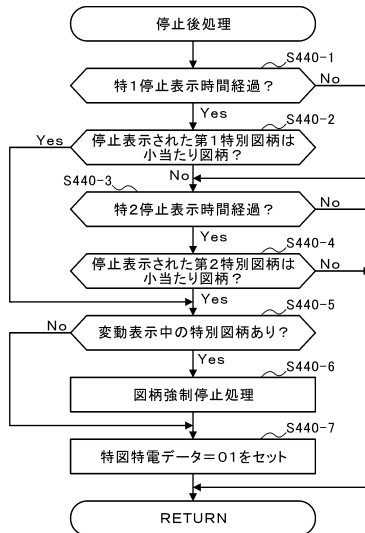 停止後処理
S440-1
特1停止表示時間経過？
No
Yes
S440-2
停止表示された第1特別図柄は
小当たり図柄？
Yes
No
S440-3
特2停止表示時間経過？
No
Yes
S440-4
停止表示された第2特別図柄は
小当たり図柄？
No
Yes
S440-5
変動表示中の特別図柄あり？
No
Yes
S440-6
図柄強制停止処理
S440-7
特図特電データ＝01をセット
RETURN